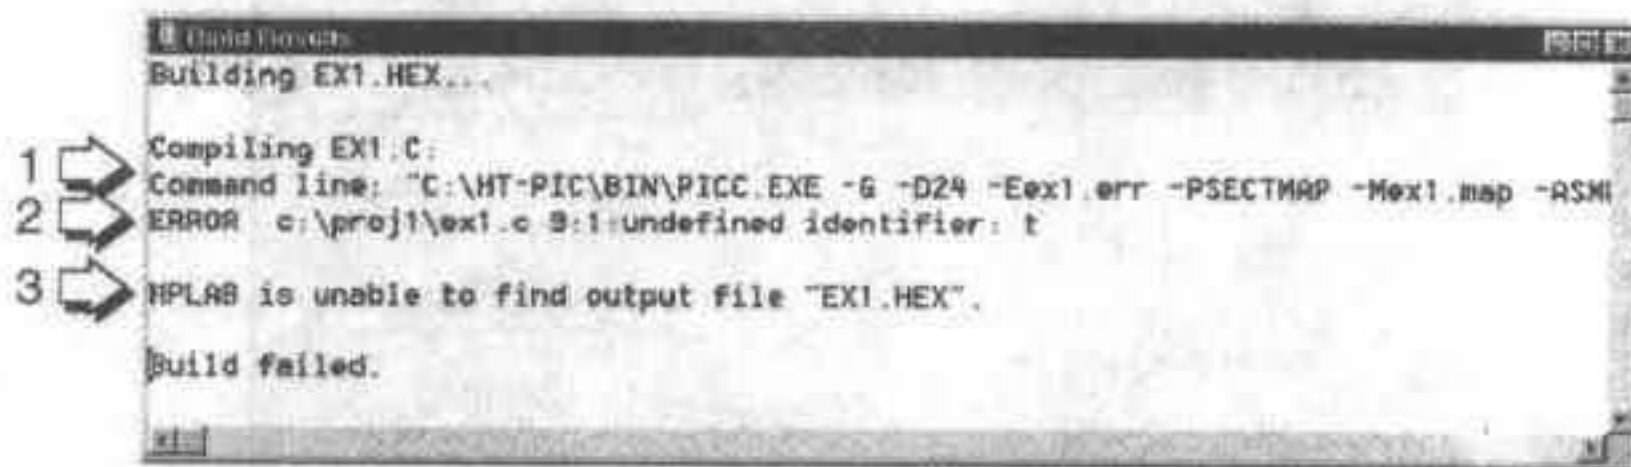 Build Results
Building EX1.HEX...
1
Compiling EX1.C:
Command line: "C:\HT-PIC\BIN\PICC.EXE -G -D24 -Eex1.err -PSECTMAP -Mex1.map -ASM
2
ERROR c:\proj1\ex1.c 9:1:undefined identifier: t
3
MPLAB is unable to find output file "EX1.HEX".
Build failed.